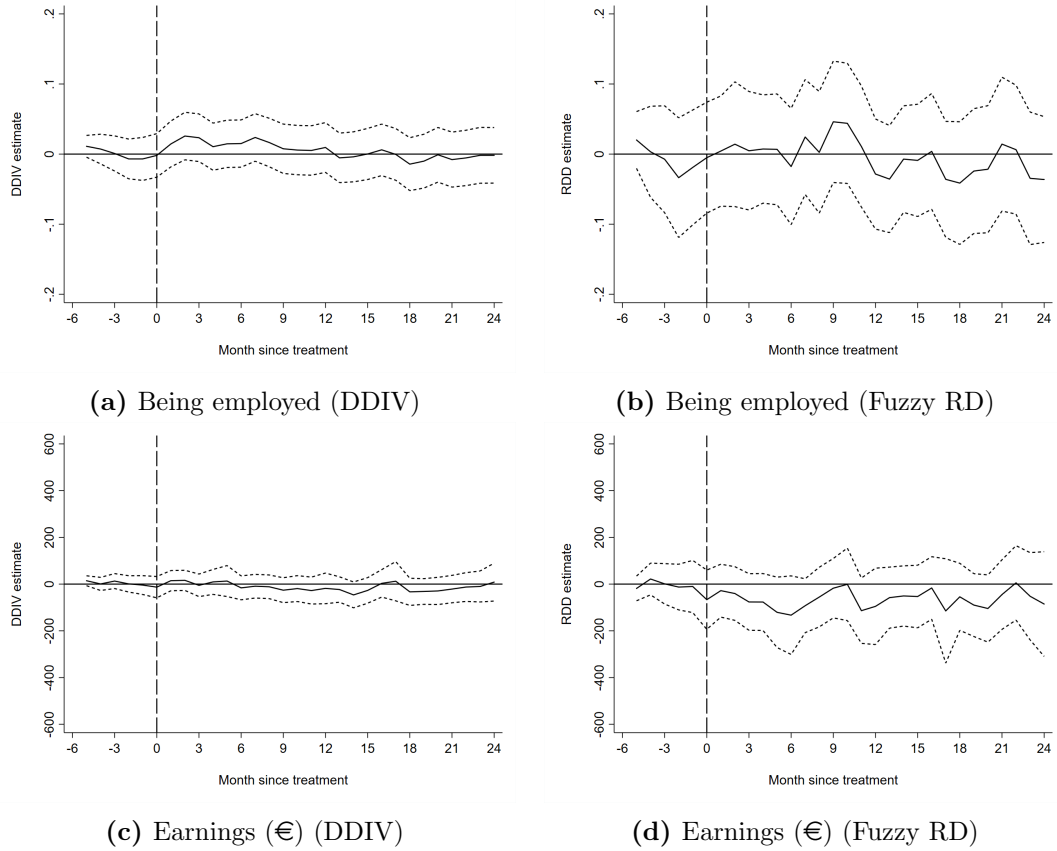 .2
.1
0
-.1
-.2
DDIV estimate
-6 -3 0 3 6 9 12 15 18 21 24
Month since treatment
(a) Being employed (DDIV)
.2
.1
0
-.1
-.2
RDD estimate
-6 -3 0 3 6 9 12 15 18 21 24
Month since treatment
(b) Being employed (Fuzzy RD)
600
400
200
0
-200
-400
-600
DDIV estimate
-6 -3 0 3 6 9 12 15 18 21 24
Month since treatment
(c) Earnings (€) (DDIV)
600
400
200
0
-200
-400
-600
RDD estimate
-6 -3 0 3 6 9 12 15 18 21 24
Month since treatment
(d) Earnings (€) (Fuzzy RD)